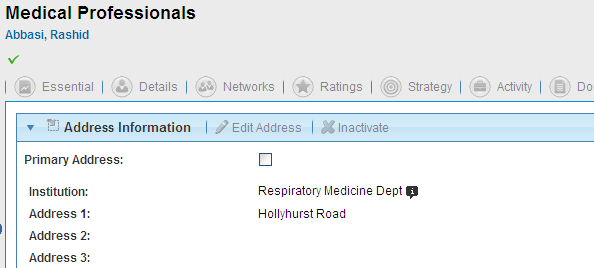 Medical Professionals
Abbasi, Rashid
Essential Details Networks Ratings Strategy Activity Do
Address Information Edit Address Inactivate
Primary Address:
Institution: Respiratory Medicine Dept
Address 1: Hollyhurst Road
Address 2:
Address 3: